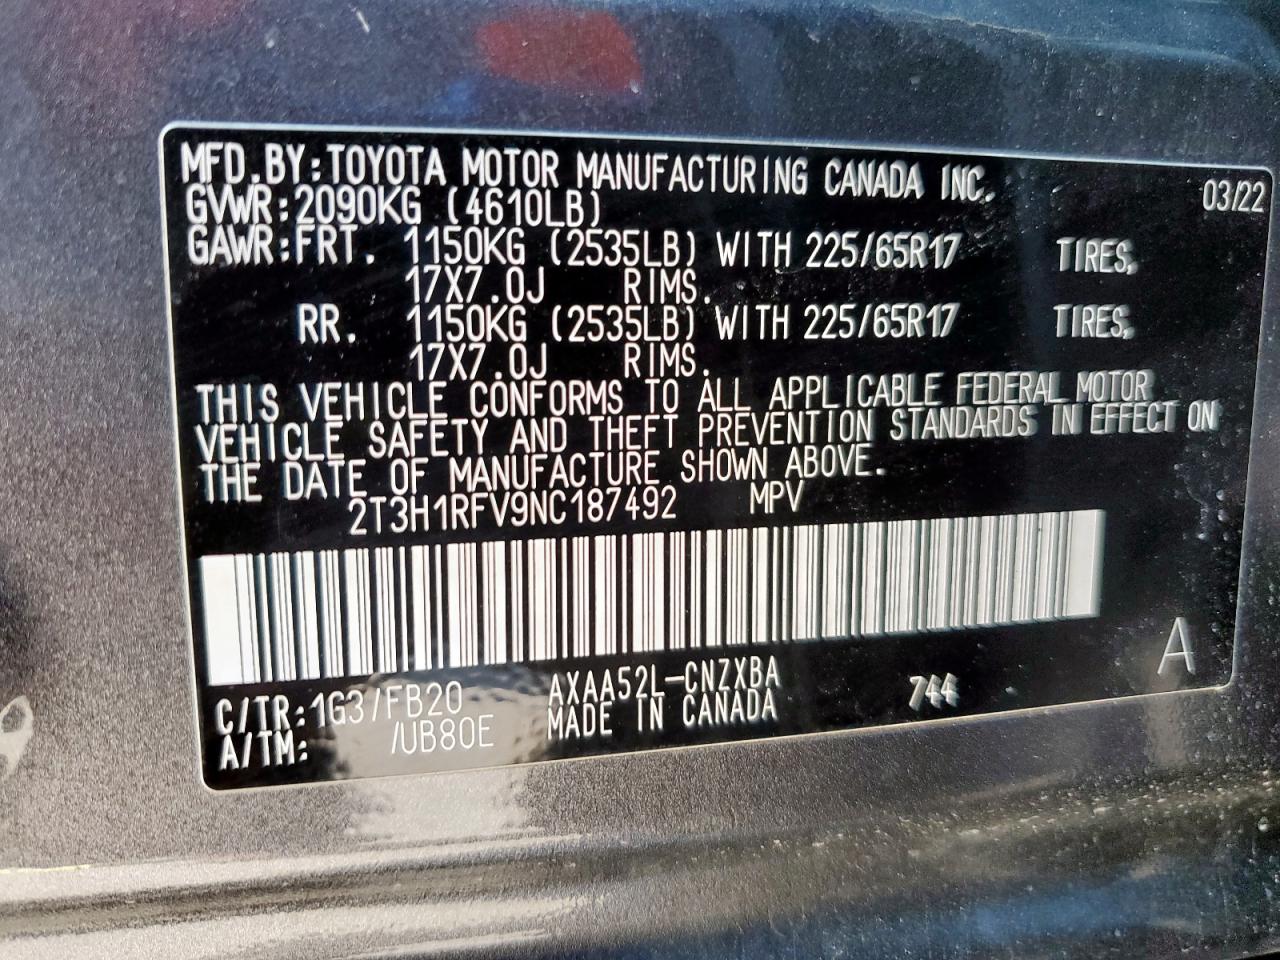 MFD.BY:TOYOTA MOTOR MANUFACTURING CANADA INC. 03/22
GVWR:2090KG (4610LB)
GAWR:FRT. 1150KG (2535LB) WITH 225/65R17 TIRES,
17X7.0J RIMS.
RR. 1150KG (2535LB) WITH 225/65R17 TIRES,
17X7.0J RIMS.
THIS VEHICLE CONFORMS TO ALL APPLICABLE FEDERAL MOTOR
VEHICLE SAFETY AND THEFT PREVENTION STANDARDS IN EFFECT ON
THE DATE OF MANUFACTURE SHOWN ABOVE.
2T3H1RFV9NC187492 MPV
A
C/TR:1G3/FB20 AXAA52L-CNZXBA 744
A/TM: /UB80E MADE IN CANADA